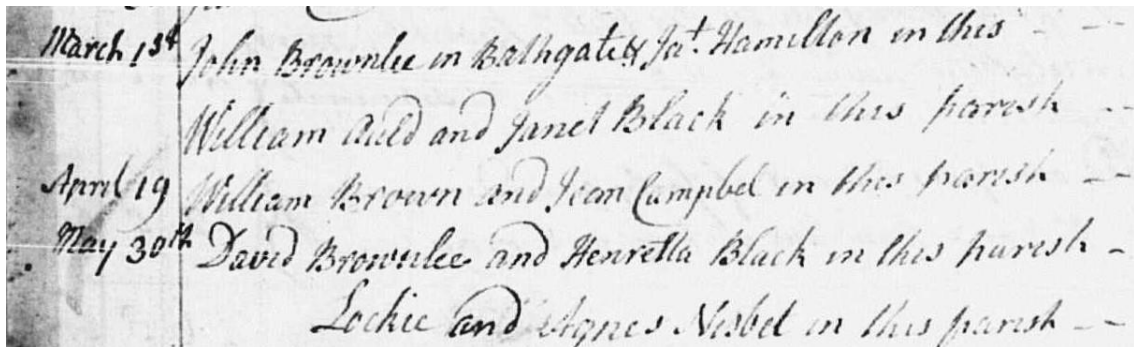 March 1st John Brownlee in Bathgate & Jat. Hamilton in this - -
William Auld and Janet Black in this parish - -
April 19 William Brown and Jean Campbel in this parish - -
May 30th David Brownlee and Henretta Black in this parish -
Lockie and Agnes Nisbet in this parish - -